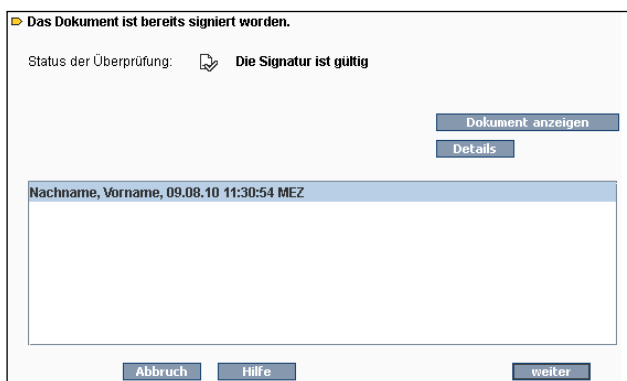 Das Dokument ist bereits signiert worden.
Status der Überprüfung: Die Signatur ist gültig
Dokument anzeigen
Details
Nachname, Vorname, 09.08.10 11:30:54 MEZ
Abbruch Hilfe weiter